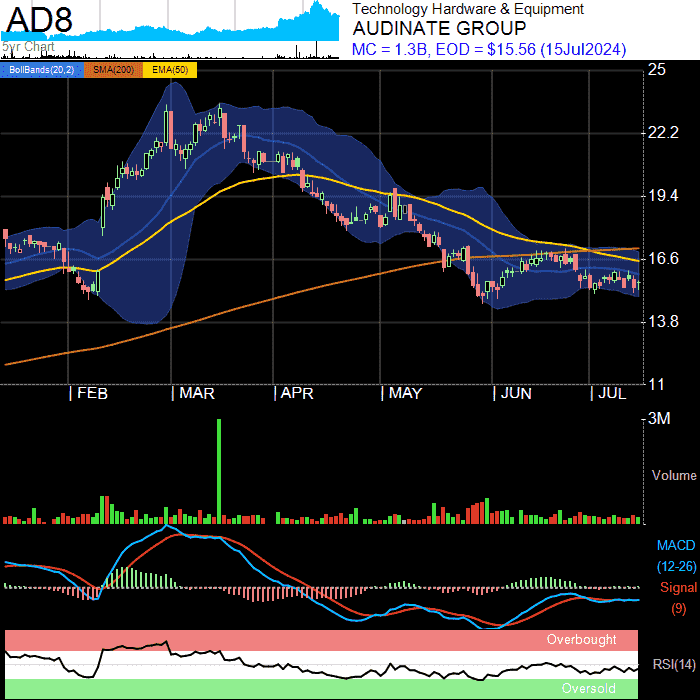 AD8
5yr Chart
Technology Hardware & Equipment
AUDINATE GROUP
MC = 1.3B, EOD = $15.56 (15Jul2024)
BollBands(20,2) SMA(200) EMA(50)
25
22.2
19.4
16.6
13.8
11
| FEB | MAR | APR | MAY | JUN | JUL
3M
Volume
MACD
(12-26)
Signal
(9)
Overbought
RSI(14)
Oversold